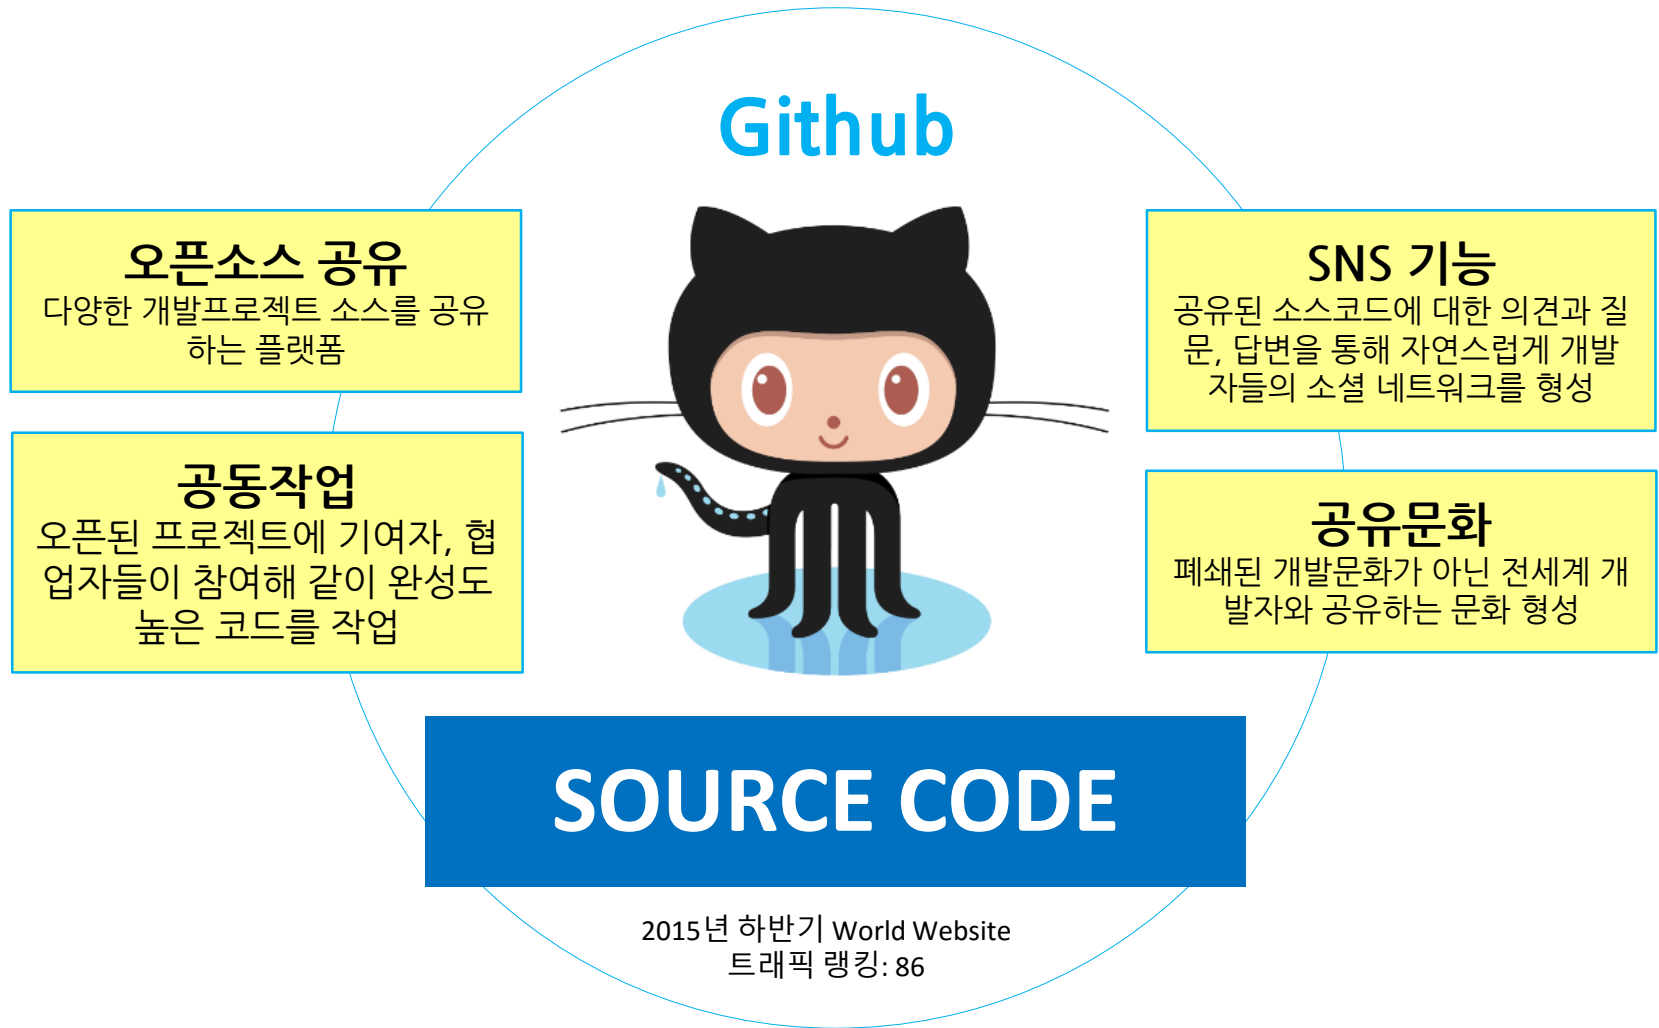 Github
오픈소스 공유
다양한 개발프로젝트 소스를 공유
하는 플랫폼
공동작업
오픈된 프로젝트에 기여자, 협
업자들이 참여해 같이 완성도
높은 코드를 작업
SNS 기능
공유된 소스코드에 대한 의견과 질
문, 답변을 통해 자연스럽게 개발
자들의 소셜 네트워크를 형성
공유문화
폐쇄된 개발문화가 아닌 전세계 개
발자와 공유하는 문화 형성
SOURCE CODE
2015년 하반기 World Website
트래픽 랭킹: 86